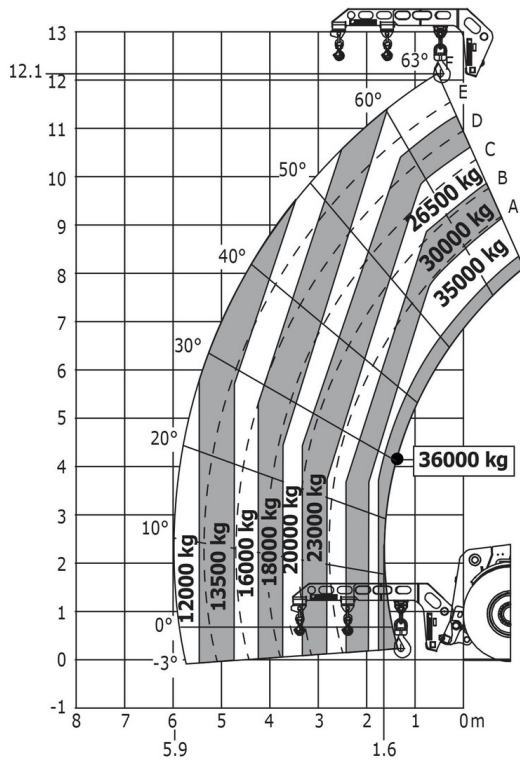 13
12.1
12
11
10
9
8
7
6
5
4
3
2
1
0
-1
63°
F
60°
E
D
50°
C
B
A
40°
30°
20°
10°
0°
-3°
26500 kg
30000 kg
35000 kg
36000 kg
12000 kg
13500 kg
16000 kg
18000 kg
20000 kg
23000 kg
8 7 6 5 4 3 2 1 0m
5.9 1.6